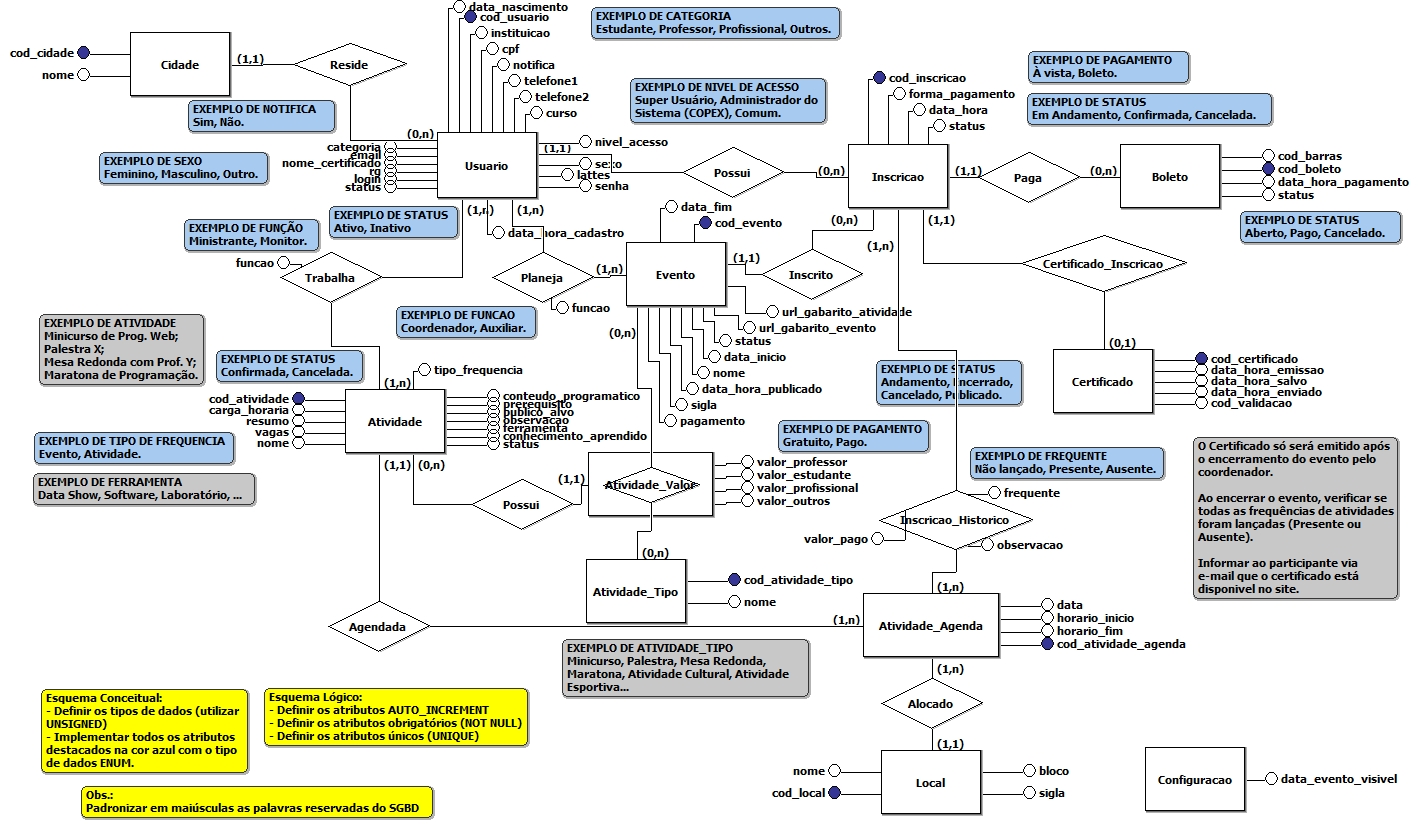 data_nascimento
cod_usuario
instituicao
cpf
notifica
telefone1
telefone2
curso
EXEMPLO DE CATEGORIA
Estudante, Professor, Profissional, Outros.
cod_cidade
nome
Cidade
(1,1)
Reside
EXEMPLO DE NOTIFICA
Sim, Não.
EXEMPLO DE NIVEL DE ACESSO
Super Usuário, Administrador do
Sistema (COPEX), Comum.
EXEMPLO DE PAGAMENTO
À vista, Boleto.
EXEMPLO DE STATUS
Em Andamento, Confirmada, Cancelada.
cod_inscricao
forma_pagamento
data_hora
status
EXEMPLO DE SEXO
Feminino, Masculino, Outro.
(0,n)
categoria
email
nome_certificado
rg
login
status
Usuario
nivel_acesso
(1,1)
sexo
lattes
senha
Possui
(0,n)
Inscricao
(1,1)
Paga
(0,n)
Boleto
cod_barras
cod_boleto
data_hora_pagamento
status
EXEMPLO DE STATUS
Aberto, Pago, Cancelado.
EXEMPLO DE FUNÇÃO
Ministrante, Monitor.
EXEMPLO DE STATUS
Ativo, Inativo
(1,n)
(1,n)
data_hora_cadastro
data_fim
cod_evento
(0,n)
(1,n)
(1,1)
funcao
Trabalha
Planeja
funcao
(1,n)
Evento
(1,1)
Inscrito
Certificado_Inscricao
EXEMPLO DE FUNCAO
Coordenador, Auxiliar.
(0,n)
url_gabarito_atividade
url_gabarito_evento
status
data_inicio
nome
data_hora_publicado
sigla
pagamento
EXEMPLO DE ATIVIDADE
Minicurso de Prog. Web;
Palestra X;
Mesa Redonda com Prof. Y;
Maratona de Programação.
EXEMPLO DE STATUS
Confirmada, Cancelada.
EXEMPLO DE STATUS
Andamento, Encerrado,
Cancelado, Publicado.
(0,1)
Certificado
cod_certificado
data_hora_emissao
data_hora_salvo
data_hora_enviado
cod_validacao
(1,n)
tipo_frequencia
cod_atividade
carga_horaria
resumo
vagas
nome
Atividade
conteudo_programatico
prerequisito
publico_alvo
observacao
ferramenta
conhecimento_aprendido
status
EXEMPLO DE TIPO DE FREQUENCIA
Evento, Atividade.
EXEMPLO DE FERRAMENTA
Data Show, Software, Laboratório, ...
EXEMPLO DE PAGAMENTO
Gratuito, Pago.
EXEMPLO DE FREQUENTE
Não lançado, Presente, Ausente.
O Certificado só será emitido após
o encerramento do evento pelo
coordenador.
Ao encerrar o evento, verificar se
todas as frequências de atividades
foram lançadas (Presente ou
Ausente).
Informar ao participante via
e-mail que o certificado está
disponivel no site.
(1,1)
(0,n)
Possui
(1,1)
Atividade_Valor
valor_professor
valor_estudante
valor_profissional
valor_outros
frequente
Inscricao_Historico
valor_pago
observacao
(0,n)
Atividade_Tipo
cod_atividade_tipo
nome
Agendada
(1,n)
(1,n)
Atividade_Agenda
data
horario_inicio
horario_fim
cod_atividade_agenda
EXEMPLO DE ATIVIDADE_TIPO
Minicurso, Palestra, Mesa Redonda,
Maratona, Atividade Cultural, Atividade
Esportiva...
(1,n)
Alocado
(1,1)
Local
nome
cod_local
bloco
sigla
Configuracao
data_evento_visivel
Esquema Conceitual:
- Definir os tipos de dados (utilizar
UNSIGNED)
- Implementar todos os atributos
destacados na cor azul com o tipo
de dados ENUM.
Esquema Lógico:
- Definir os atributos AUTO_INCREMENT
- Definir os atributos obrigatórios (NOT NULL)
- Definir os atributos únicos (UNIQUE)
Obs.:
Padronizar em maiúsculas as palavras reservadas do SGBD